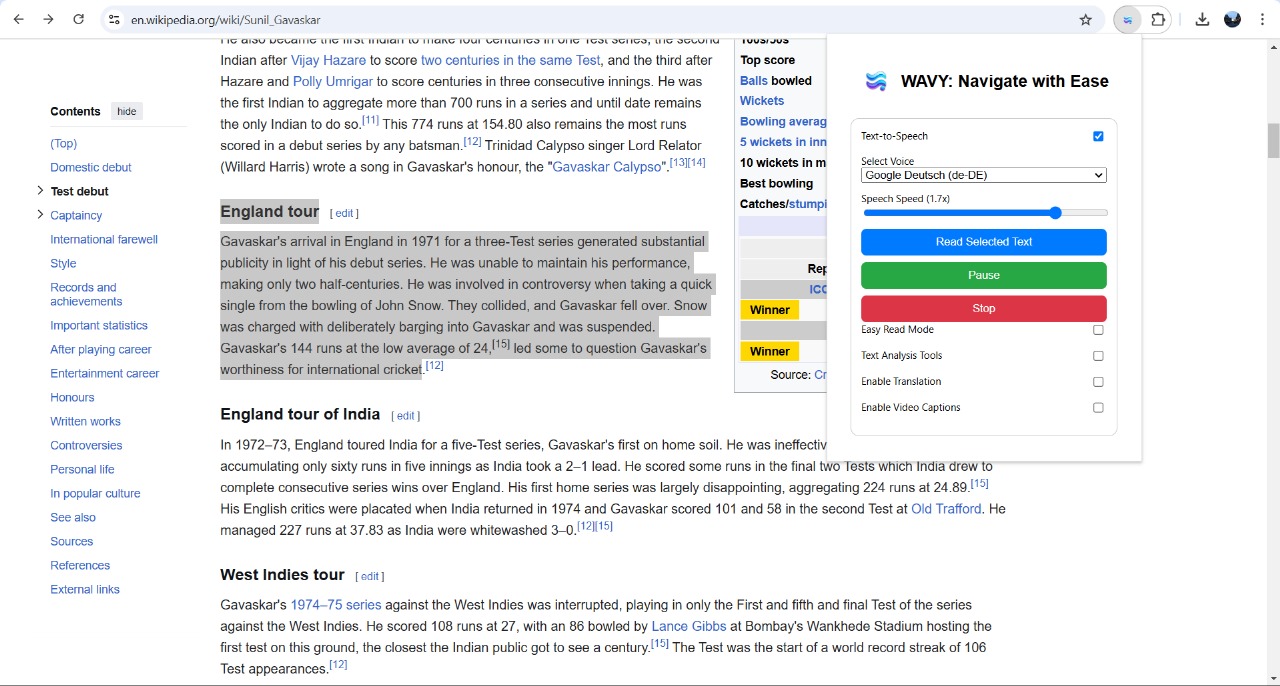 en.wikipedia.org/wiki/Sunil_Gavaskar
Contents hide
(Top)
Domestic debut
Test debut
Captaincy
International farewell
Style
Records and
achievements
Important statistics
After playing career
Entertainment career
Honours
Written works
Controversies
Personal life
In popular culture
See also
Sources
References
External links
He also became the first Indian to make four centuries in one Test series, the second
Indian after Vijay Hazare to score two centuries in the same Test, and the third after
Hazare and Polly Umrigar to score centuries in three consecutive innings. He was
the first Indian to aggregate more than 700 runs in a series and until date remains
the only Indian to do so.[11] This 774 runs at 154.80 also remains the most runs
scored in a debut series by any batsman.[12] Trinidad Calypso singer Lord Relator
(Willard Harris) wrote a song in Gavaskar's honour, the "Gavaskar Calypso".[13][14]
England tour [ edit ]
Gavaskar's arrival in England in 1971 for a three-Test series generated substantial
publicity in light of his debut series. He was unable to maintain his performance,
making only two half-centuries. He was involved in controversy when taking a quick
single from the bowling of John Snow. They collided, and Gavaskar fell over. Snow
was charged with deliberately barging into Gavaskar and was suspended.
Gavaskar's 144 runs at the low average of 24,[15] led some to question Gavaskar's
worthiness for international cricket.[12]
England tour of India [ edit ]
In 1972–73, England toured India for a five-Test series, Gavaskar's first on home soil. He was ineffectiv
accumulating only sixty runs in five innings as India took a 2–1 lead. He scored some runs in the final two Tests which India drew to
complete consecutive series wins over England. His first home series was largely disappointing, aggregating 224 runs at 24.89.[15]
His English critics were placated when India returned in 1974 and Gavaskar scored 101 and 58 in the second Test at Old Trafford. He
managed 227 runs at 37.83 as India were whitewashed 3–0.[12][15]
West Indies tour [ edit ]
Gavaskar's 1974–75 series against the West Indies was interrupted, playing in only the First and fifth and final Test of the series
against the West Indies. He scored 108 runs at 27, with an 86 bowled by Lance Gibbs at Bombay's Wankhede Stadium hosting the
first test on this ground, the closest the Indian public got to see a century.[15] The Test was the start of a world record streak of 106
Test appearances.[12]
100s/50s
Top score
Balls bowled
Wickets
Bowling averag
5 wickets in inn
10 wickets in m
Best bowling
Catches/stumpi
Rep
ICC
Winner
Winner
Source: Cr
WAVY: Navigate with Ease
Text-to-Speech
Select Voice
Google Deutsch (de-DE)
Speech Speed (1.7x)
Read Selected Text
Pause
Stop
Easy Read Mode
Text Analysis Tools
Enable Translation
Enable Video Captions